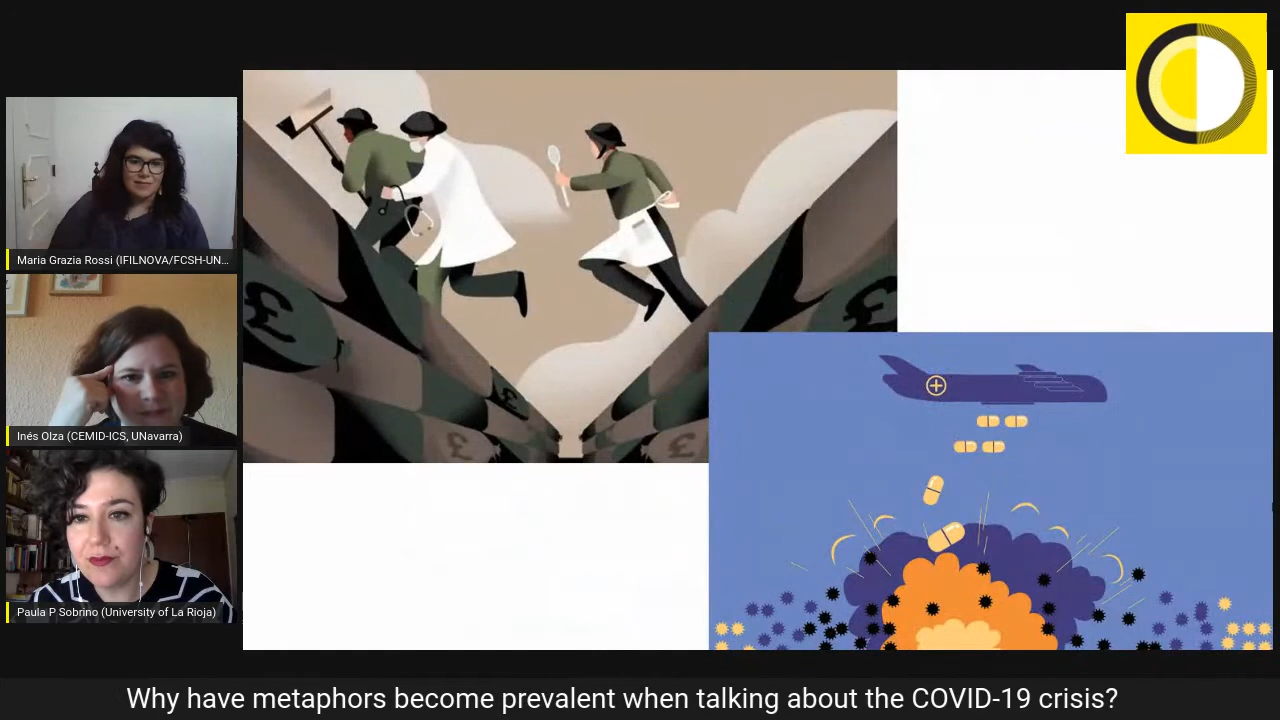 Maria Grazia Rossi (IFILNOVA/FCSH-UN...
Inés Olza (CEMID-ICS, UNavarra)
Paula P Sobrino (University of La Rioja)
£
£
£
£
£
Why have metaphors become prevalent when talking about the COVID-19 crisis?